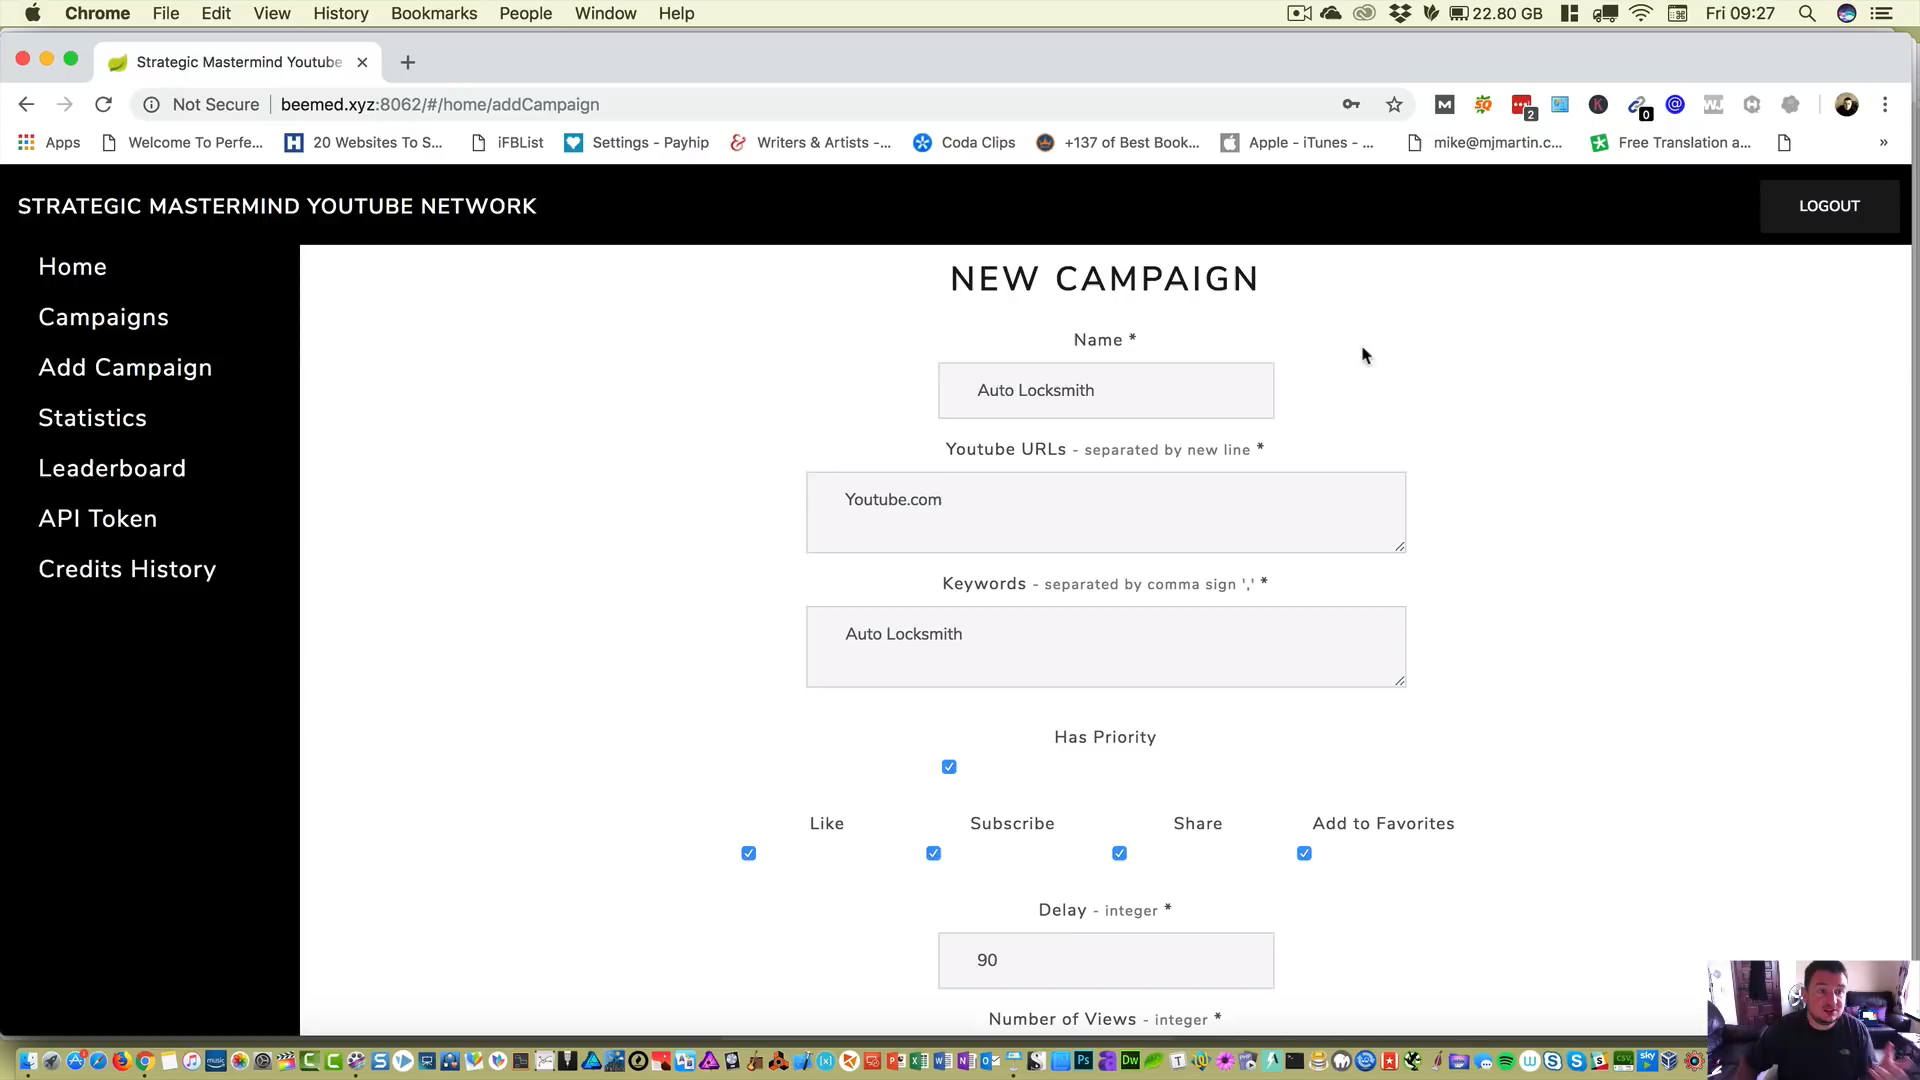 Chrome File Edit View History Bookmarks People Window Help 22.80 GB Fri 09:27
Strategic Mastermind Youtube
Not Secure beemed.xyz:8062/#/home/addCampaign
Apps Welcome To Perfe... 20 Websites To S... iFBList Settings - Payhip Writers & Artists -... Coda Clips +137 of Best Book... Apple - iTunes - ... mike@mjmartin.c... Free Translation a... »
STRATEGIC MASTERMIND YOUTUBE NETWORK
LOGOUT
Home
Campaigns
Add Campaign
Statistics
Leaderboard
API Token
Credits History
NEW CAMPAIGN
Name *
Auto Locksmith
Youtube URLs - separated by new line *
Youtube.com
Keywords - separated by comma sign ',' *
Auto Locksmith
Has Priority
Like Subscribe Share Add to Favorites
Delay - integer *
90
Number of Views - integer *